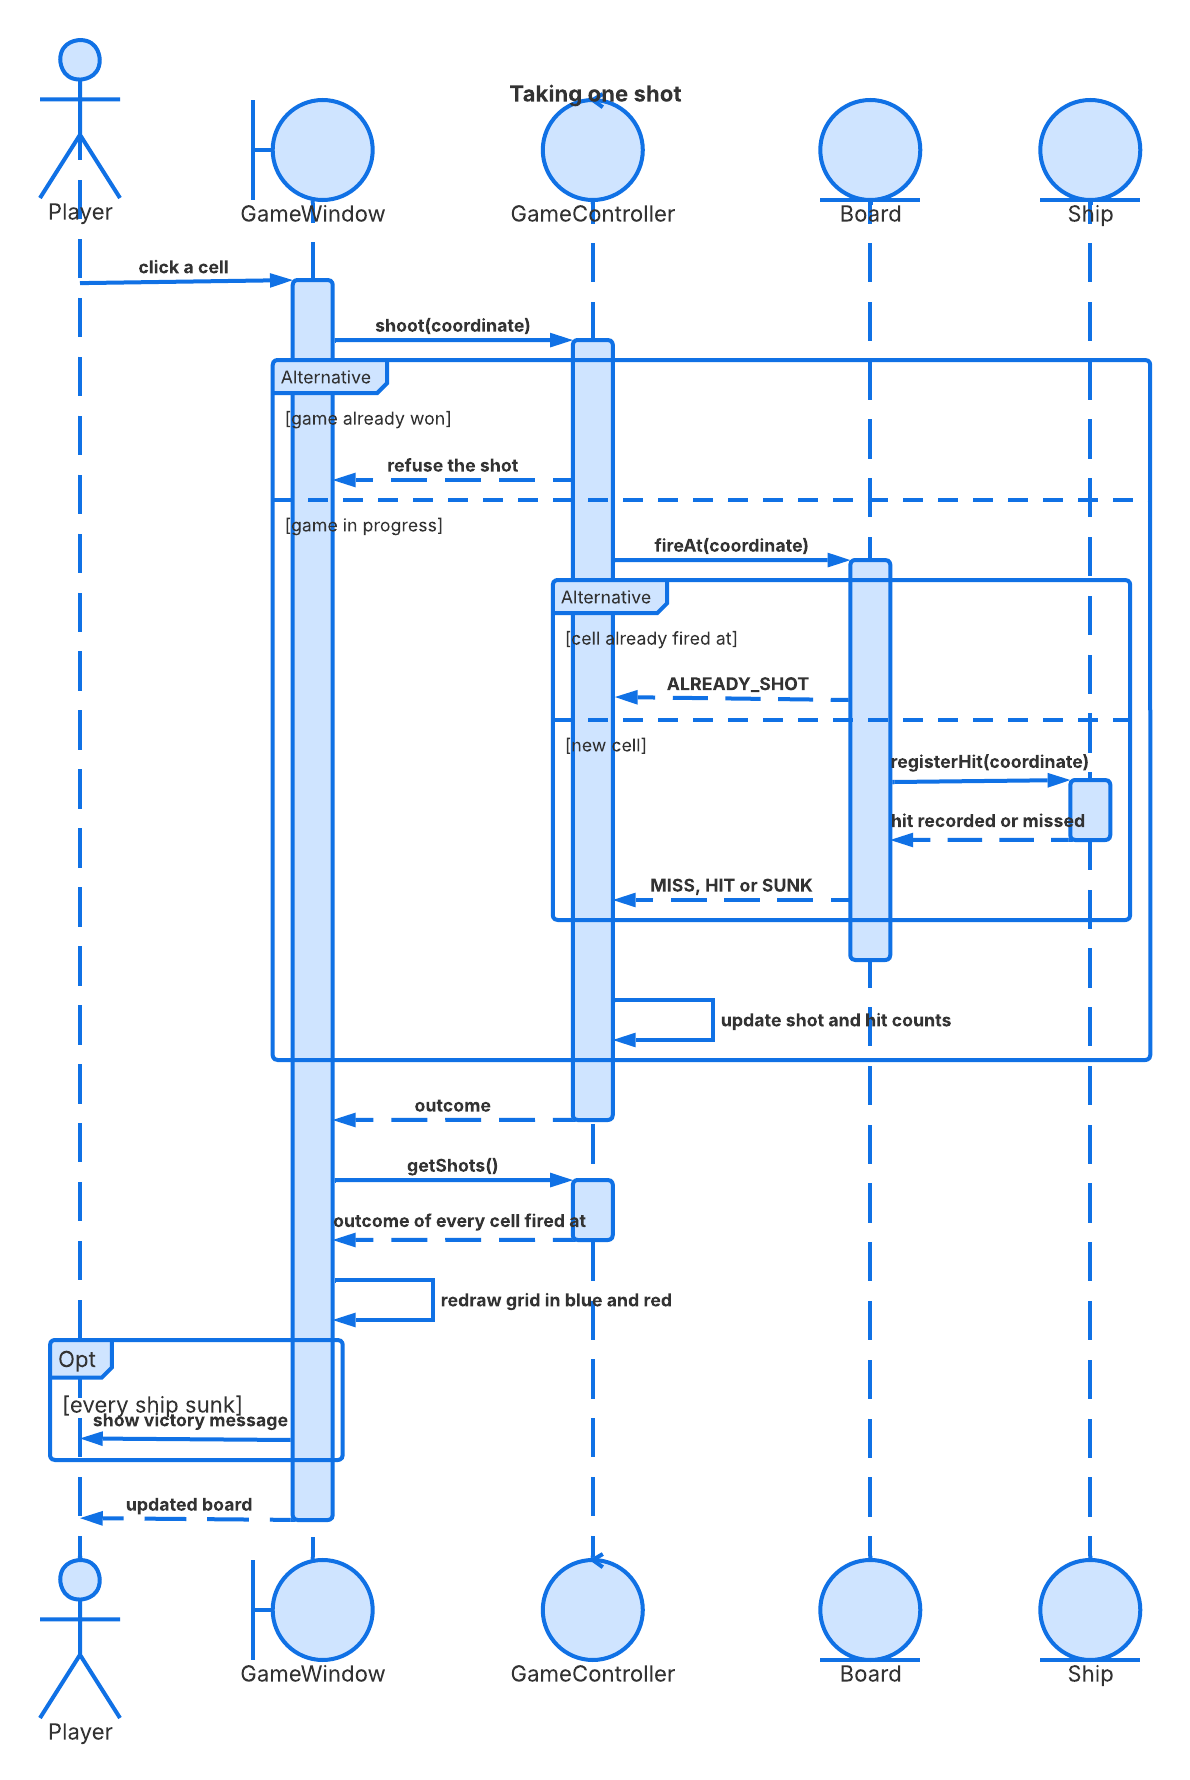 Taking one shot
Player
GameWindow
GameController
Board
Ship
click a cell
shoot(coordinate)
Alternative
[game already won]
refuse the shot
[game in progress]
fireAt(coordinate)
Alternative
[cell already fired at]
ALREADY_SHOT
[new cell]
registerHit(coordinate)
hit recorded or missed
MISS, HIT or SUNK
update shot and hit counts
outcome
getShots()
outcome of every cell fired at
redraw grid in blue and red
Opt
[every ship sunk]
show victory message
updated board
GameWindow
GameController
Board
Ship
Player